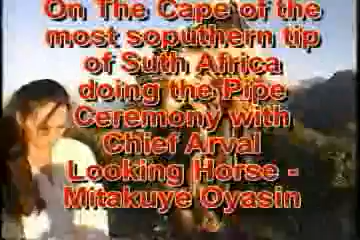 On The Cape of the
most soputhern tip
of Suth Africa
doing the Pipe
Ceremony with
Chief Arval
Looking Horse -
Mitakuye Oyasin